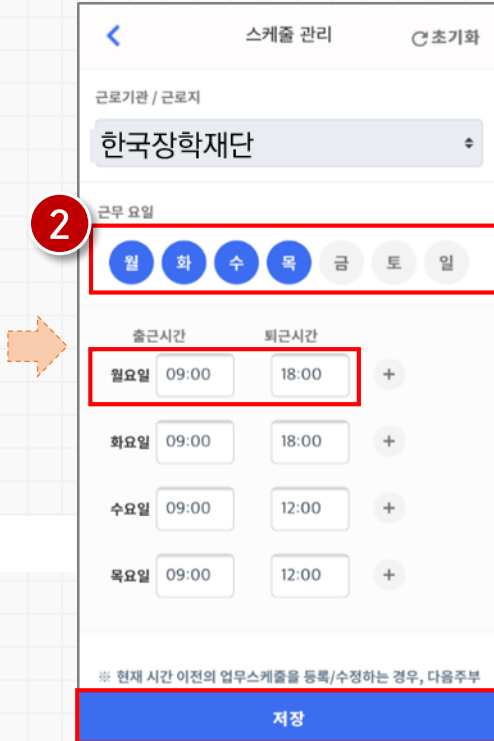 스케줄 관리 초기화
근로기관 / 근로지
한국장학재단
2
근무 요일
월 화 수 목 금 토 일
출근시간 퇴근시간
월요일 09:00 18:00 +
화요일 09:00 18:00 +
수요일 09:00 12:00 +
목요일 09:00 12:00 +
※ 현재 시간 이전의 업무스케줄을 등록/수정하는 경우, 다음주부
저장